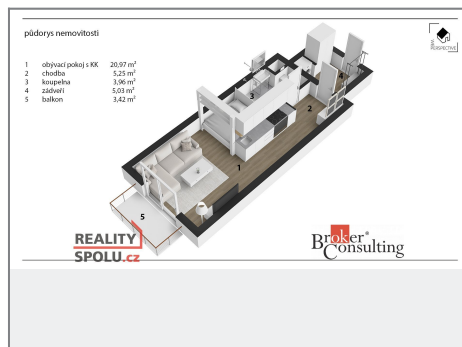 půdorys nemovitosti
1 obývací pokoj s KK 20,97 m²
2 chodba 5,25 m²
3 koupelna 3,96 m²
4 zádveří 5,03 m²
5 balkon 3,42 m²
REAL PERSPECTIVE
3
4
2
1
5
REALITY
SPOLU.cz
Broker®
Consulting